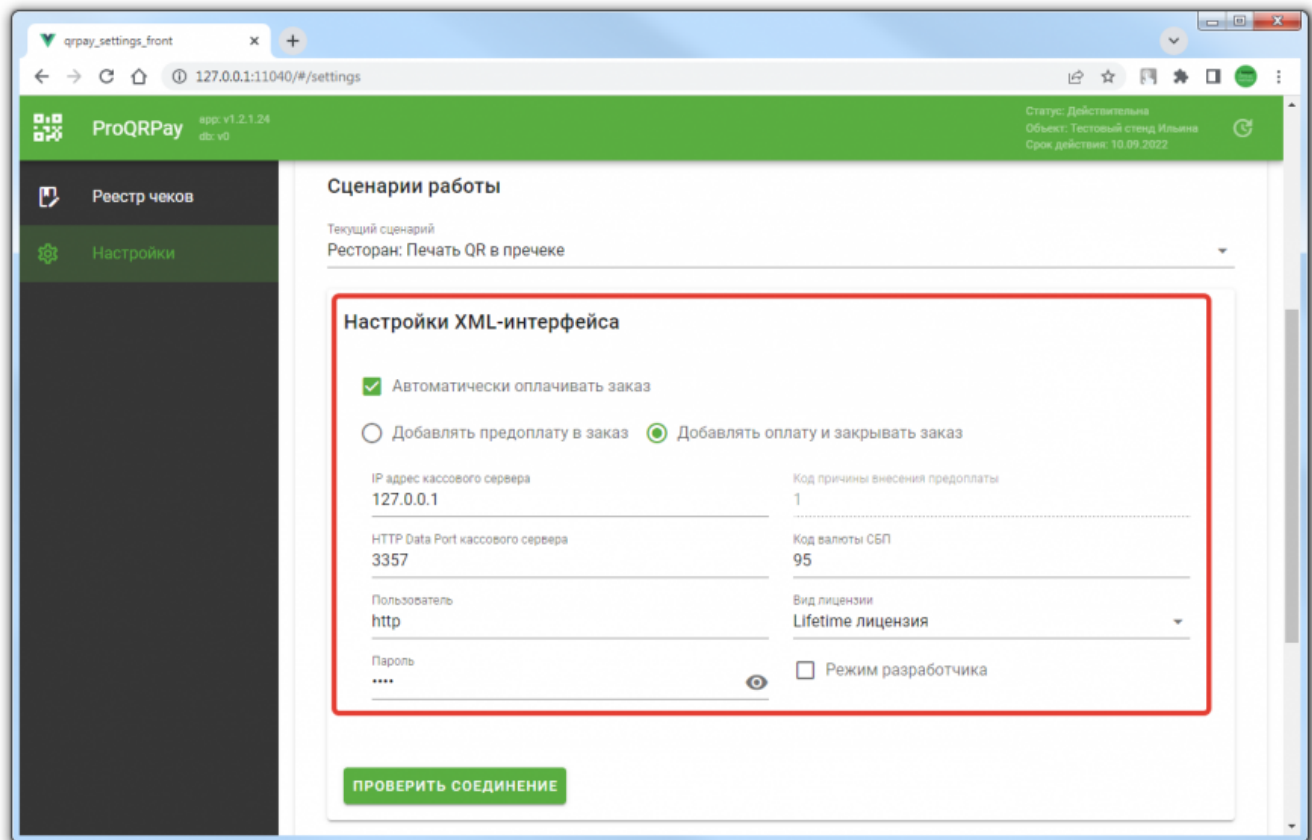 qrpay_settings_front
127.0.0.1:11040/#/settings
ProQRPay
app: v1.2.1.24
db: v0
Статус: Действительна
Объект: Тестовый стенд Ильина
Срок действия: 10.09.2022
Реестр чеков
Настройки
Сценарии работы
Текущий сценарий
Ресторан: Печать QR в пречеке
Настройки XML-интерфейса
Автоматически оплачивать заказ
Добавлять предоплату в заказ
Добавлять оплату и закрывать заказ
IP адрес кассового сервера
127.0.0.1
Код причины внесения предоплаты
1
HTTP Data Port кассового сервера
3357
Код валюты СБП
95
Пользователь
http
Вид лицензии
Lifetime лицензия
Пароль
••••
Режим разработчика
ПРОВЕРИТЬ СОЕДИНЕНИЕ